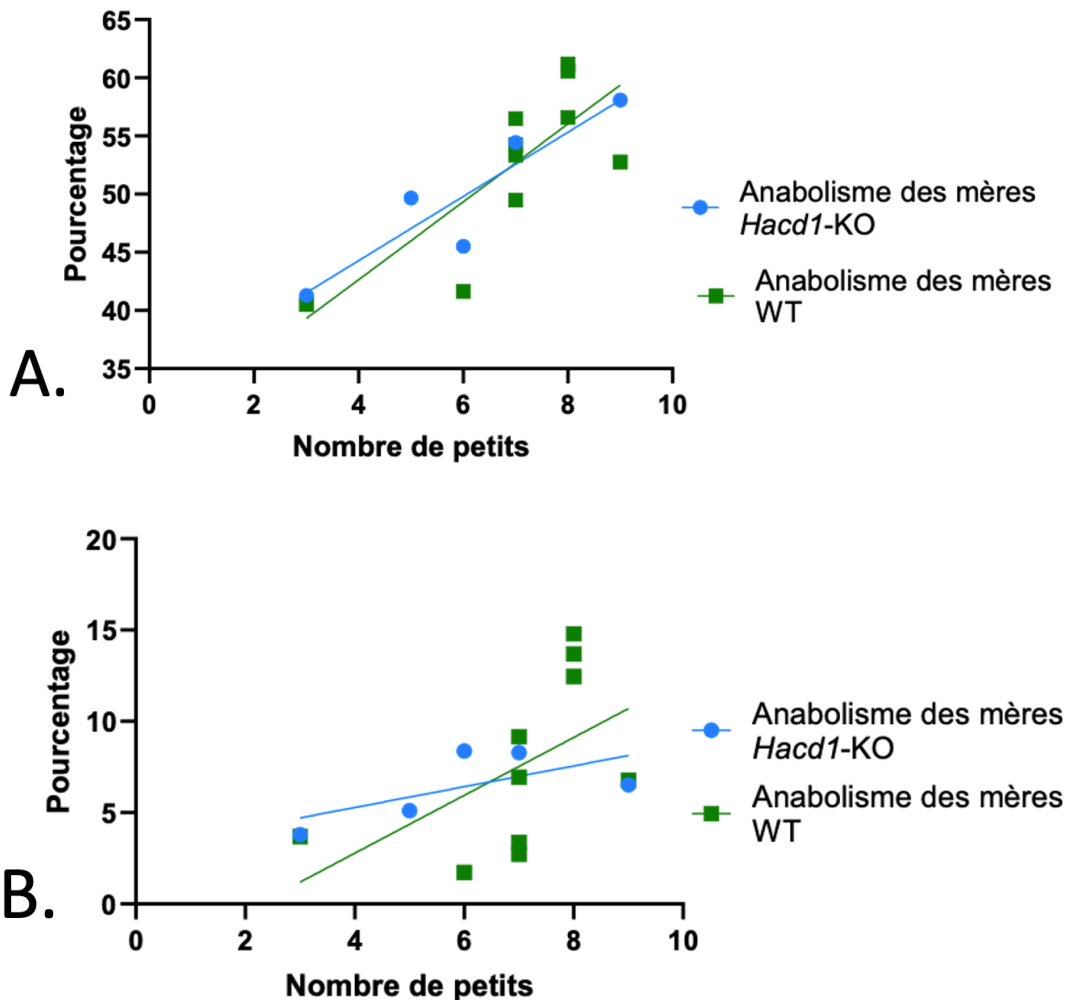 65
60
55
50
45
40
35
Pourcentage
0 2 4 6 8 10
Nombre de petits
Anabolisme des mères
Hacd1-KO
Anabolisme des mères
WT
A.
20
15
10
5
0
Pourcentage
0 2 4 6 8 10
Nombre de petits
Anabolisme des mères
Hacd1-KO
Anabolisme des mères
WT
B.